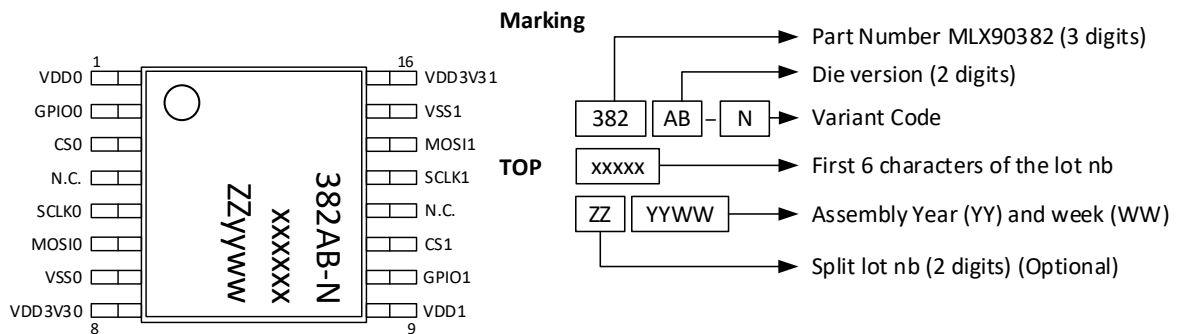 Marking
1
16
VDD0
GPIO0
CS0
N.C.
SCLK0
MOSI0
VSS0
VDD3V30
8
VDD3V31
VSS1
MOSI1
SCLK1
N.C.
CS1
GPIO1
VDD1
9
382AB-N
xxxxxx
ZZyyww
Part Number MLX90382 (3 digits)
Die version (2 digits)
382 AB – N Variant Code
TOP xxxxx First 6 characters of the lot nb
ZZ YYWW Assembly Year (YY) and week (WW)
Split lot nb (2 digits) (Optional)